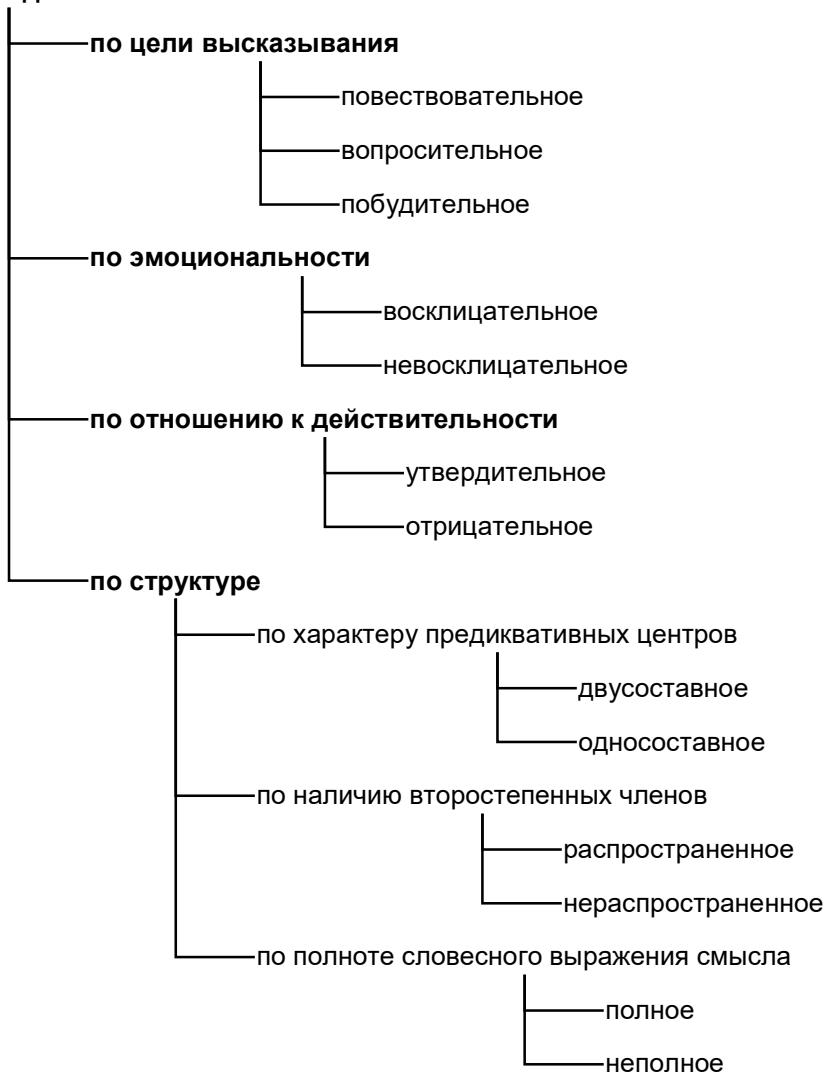 по цели высказывания
повествовательное
вопросительное
побудительное
по эмоциональности
восклицательное
невосклицательное
по отношению к действительности
утвердительное
отрицательное
по структуре
по характеру предиквативных центров
двусоставное
односоставное
по наличию второстепенных членов
распространенное
нераспространенное
по полноте словесного выражения смысла
полное
неполное